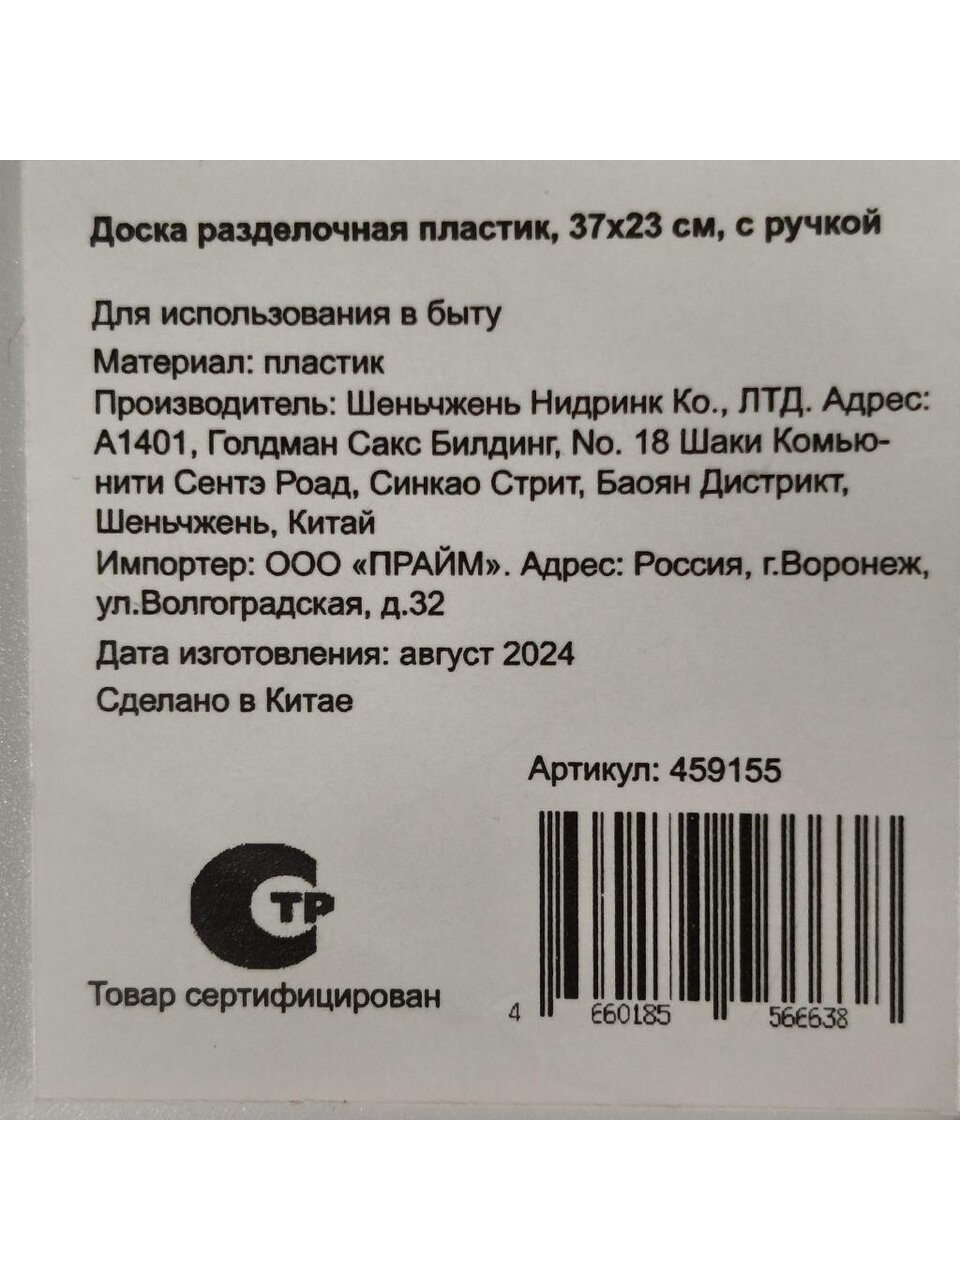 Доска разделочная пластик, 37х23 см, с ручкой
Для использования в быту
Материал: пластик
Производитель: Шеньчжень Нидринк Ко., ЛТД. Адрес:
А1401, Голдман Сакс Билдинг, No. 18 Шаки Комью-
нити Сентэ Роад, Синкао Стрит, Баоян Дистрикт,
Шеньчжень, Китай
Импортер: ООО «ПРАЙМ». Адрес: Россия, г.Воронеж,
ул.Волгоградская, д.32
Дата изготовления: август 2024
Сделано в Китае
Артикул: 459155
СТР
Товар сертифицирован
4 660185 566638